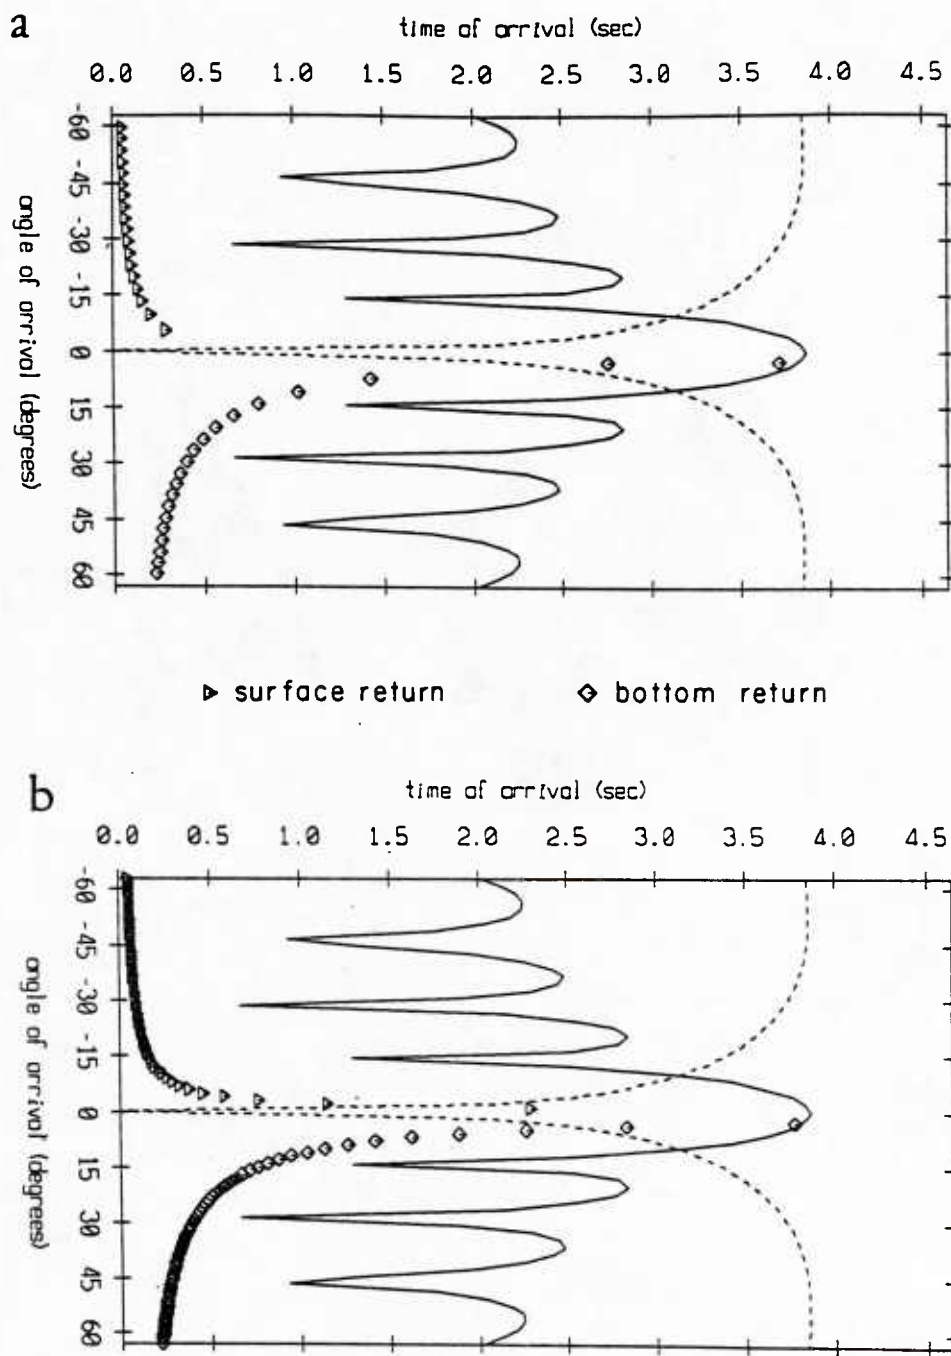 a
time of arrival (sec)
0.0 0.5 1.0 1.5 2.0 2.5 3.0 3.5 4.0 4.5
-60
-45
-30
-15
0
15
30
45
60
angle of arrival (degrees)
surface return
bottom return
b
time of arrival (sec)
0.0 0.5 1.0 1.5 2.0 2.5 3.0 3.5 4.0 4.5
-60
-45
-30
-15
0
15
30
45
60
angle of arrival (degrees)